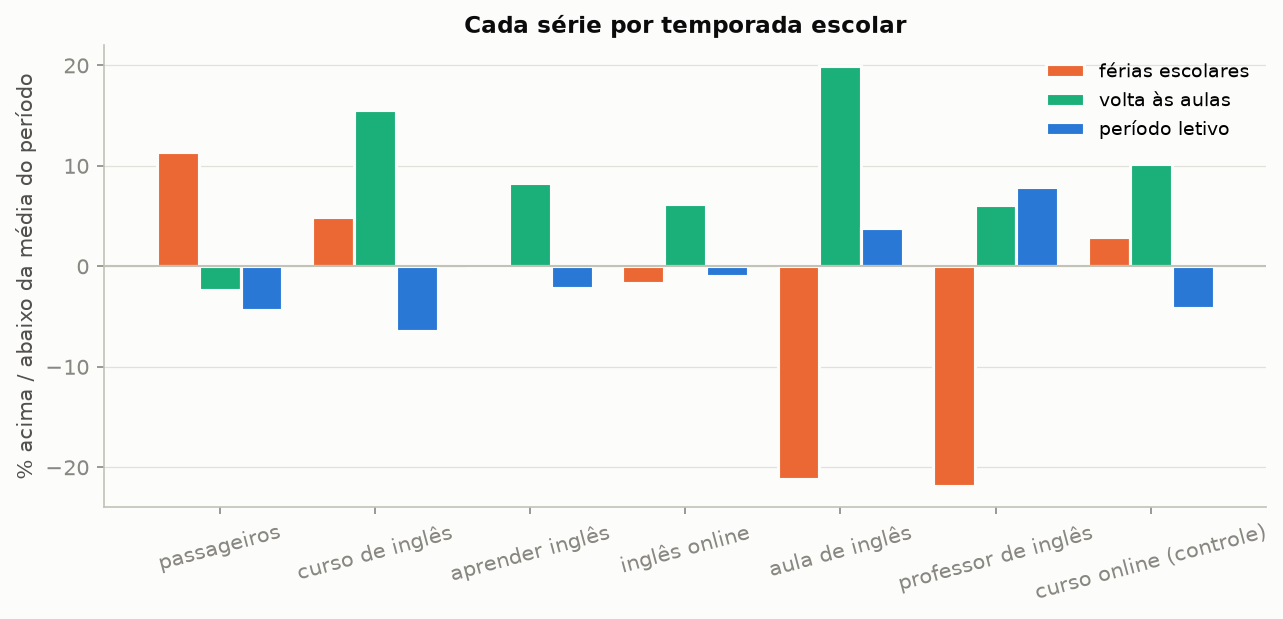 Cada série por temporada escolar
% acima / abaixo da média do período
20
10
0
−10
−20
férias escolares
volta às aulas
período letivo
passageiros
curso de inglês
aprender inglês
inglês online
aula de inglês
professor de inglês
curso online (controle)